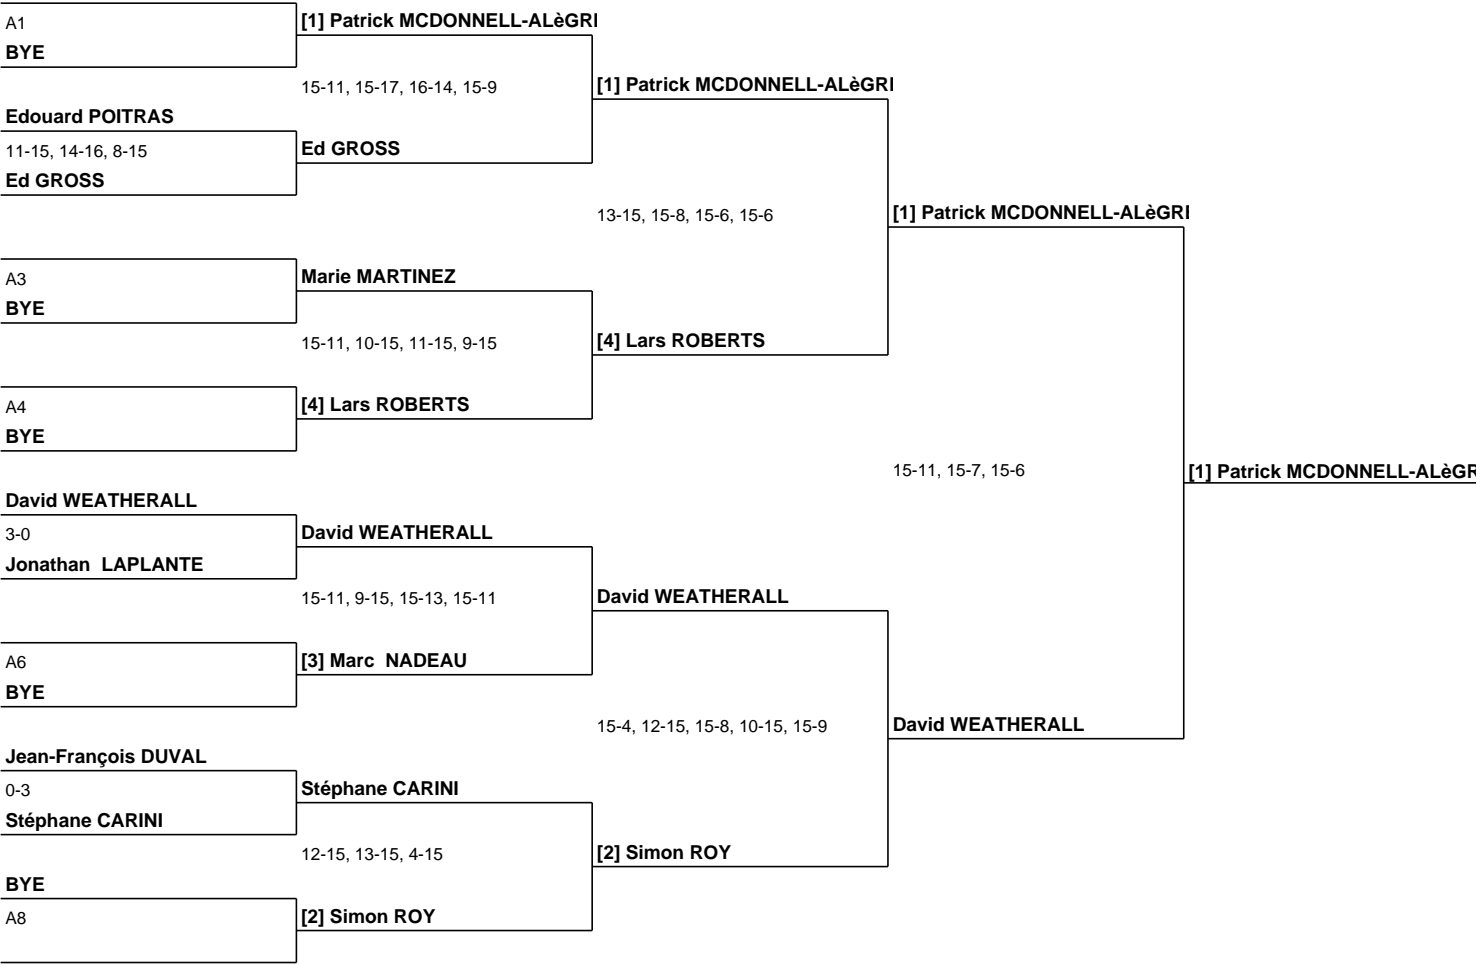 A1
BYE
Edouard POITRAS
11-15, 14-16, 8-15
Ed GROSS
A3
BYE
A4
BYE
David WEATHERALL
3-0
Jonathan  LAPLANTE
A6
BYE
Jean-François DUVAL
0-3
Stéphane CARINI
BYE
A8
[1] Patrick MCDONNELL-ALèGRI
15-11, 15-17, 16-14, 15-9
Ed GROSS
Marie MARTINEZ
15-11, 10-15, 11-15, 9-15
[4] Lars ROBERTS
David WEATHERALL
15-11, 9-15, 15-13, 15-11
[3] Marc  NADEAU
Stéphane CARINI
12-15, 13-15, 4-15
[2] Simon ROY
[1] Patrick MCDONNELL-ALèGRI
13-15, 15-8, 15-6, 15-6
[4] Lars ROBERTS
David WEATHERALL
15-4, 12-15, 15-8, 10-15, 15-9
[2] Simon ROY
[1] Patrick MCDONNELL-ALèGRI
15-11, 15-7, 15-6
David WEATHERALL
[1] Patrick MCDONNELL-ALèGR